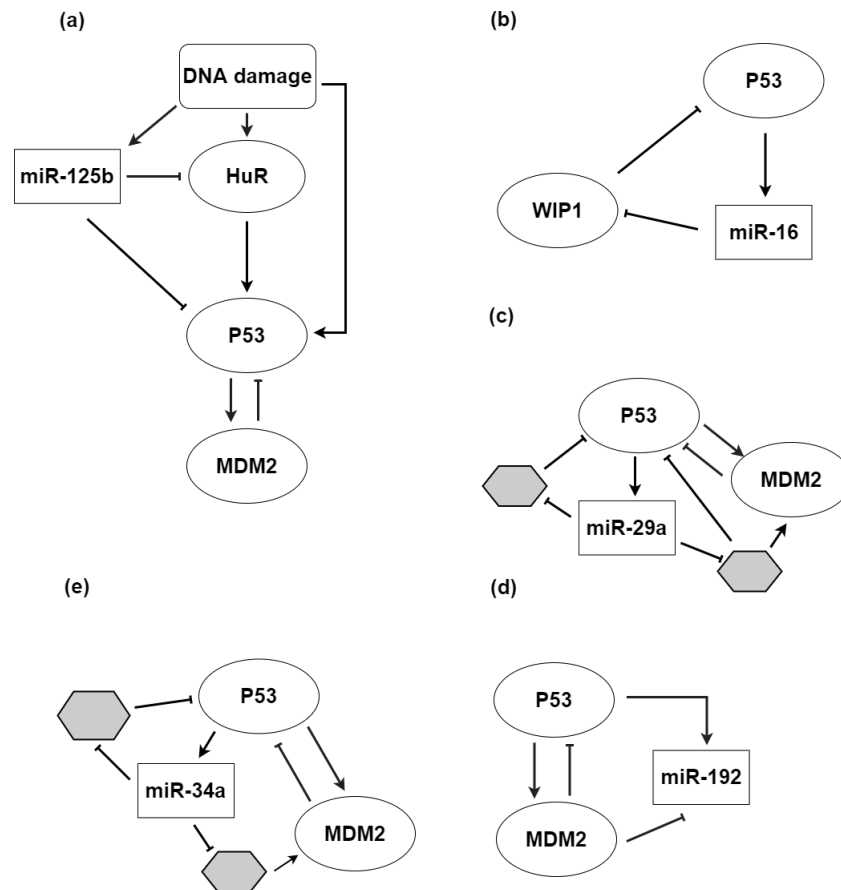 (a)
DNA damage
miR-125b
HuR
P53
MDM2
(b)
P53
WIP1
miR-16
(c)
P53
MDM2
miR-29a
(e)
P53
miR-34a
MDM2
(d)
P53
miR-192
MDM2